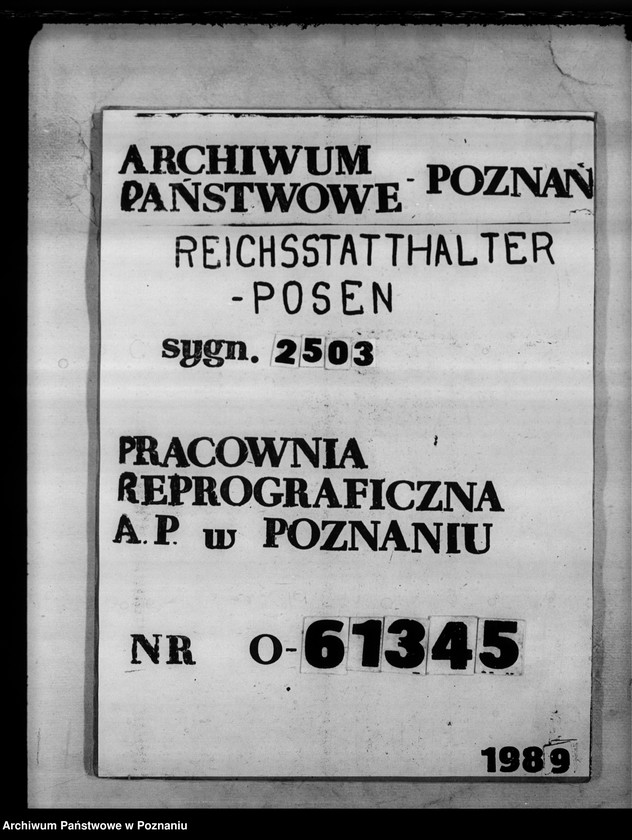 ARCHIWUM
PAŃSTWOWE - POZNAŃ
REICHSSTATTHALTER
-POSEN
sygn. 2503
PRACOWNIA
REPROGRAFICZNA
A.P. w POZNANIU
NR O-61345
1989
Archiwum Państwowe w Poznaniu